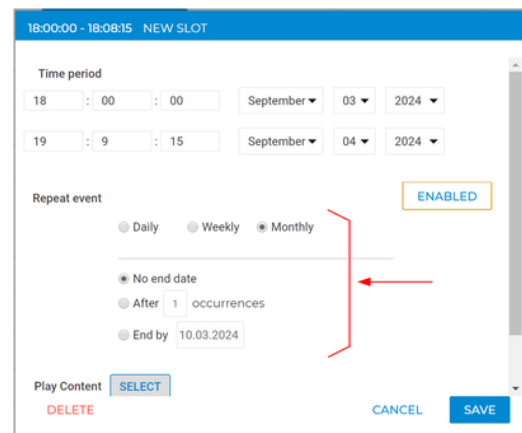 18:00:00 - 18:08:15 NEW SLOT
Time period
18 : 00 : 00 September 03 2024
19 : 9 : 15 September 04 2024
Repeat event ENABLED
Daily Weekly Monthly
No end date
After 1 occurrences
End by 10.03.2024
Play Content SELECT
DELETE CANCEL SAVE